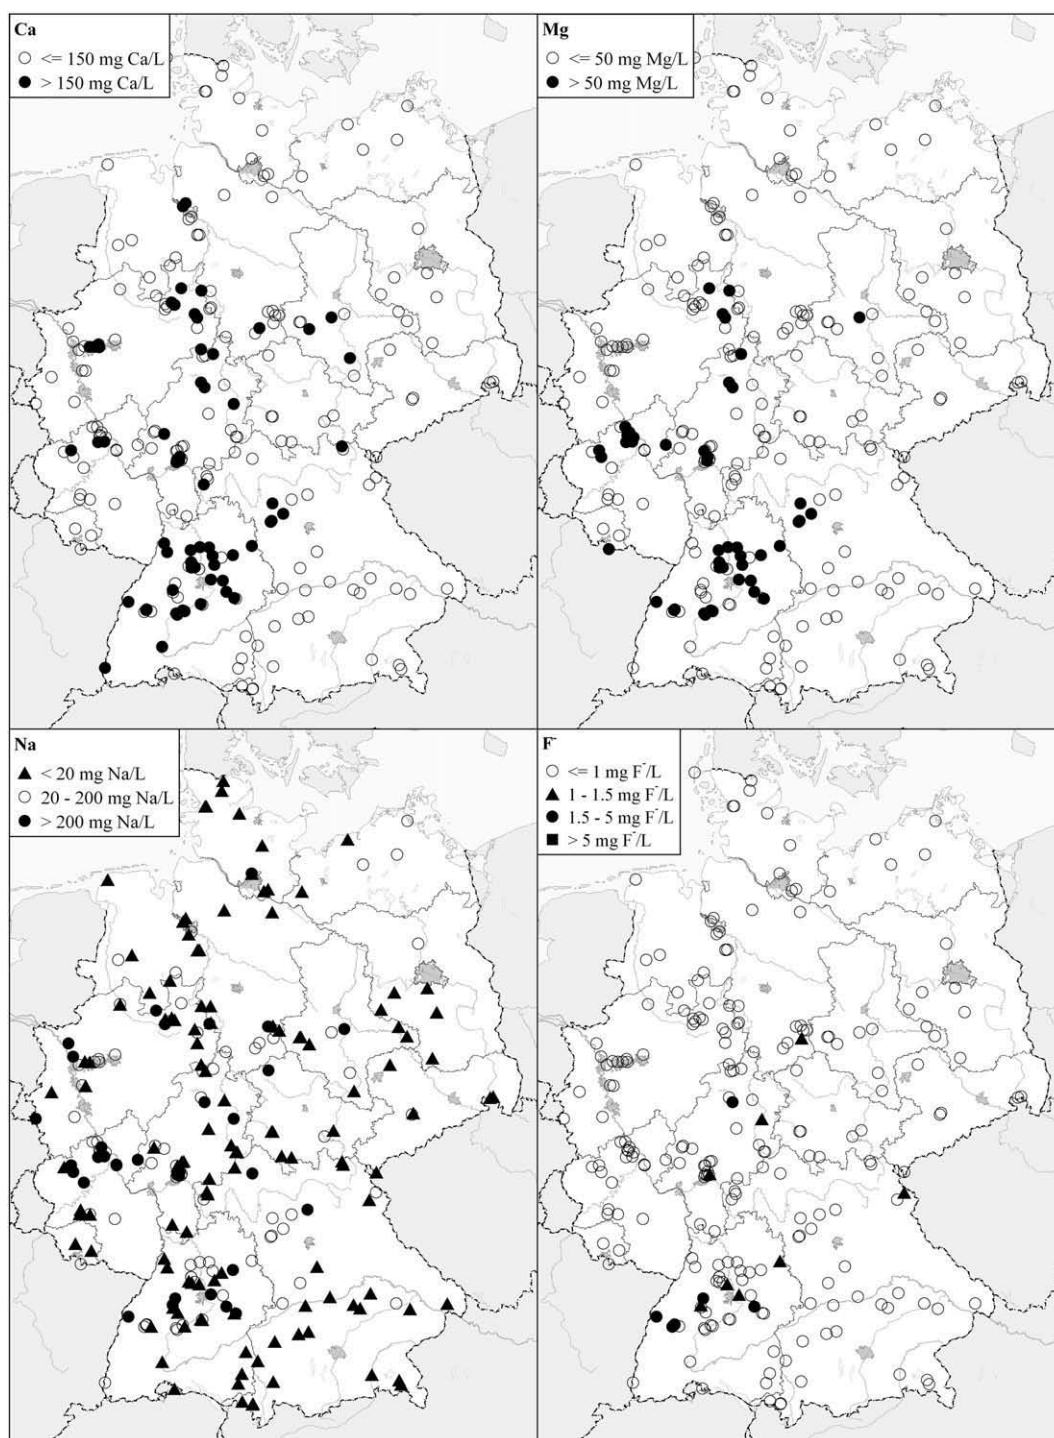 Ca
<= 150 mg Ca/L
> 150 mg Ca/L
Mg
<= 50 mg Mg/L
> 50 mg Mg/L
Na
< 20 mg Na/L
20 - 200 mg Na/L
> 200 mg Na/L
F⁻
<= 1 mg F⁻/L
1 - 1.5 mg F⁻/L
1.5 - 5 mg F⁻/L
> 5 mg F⁻/L